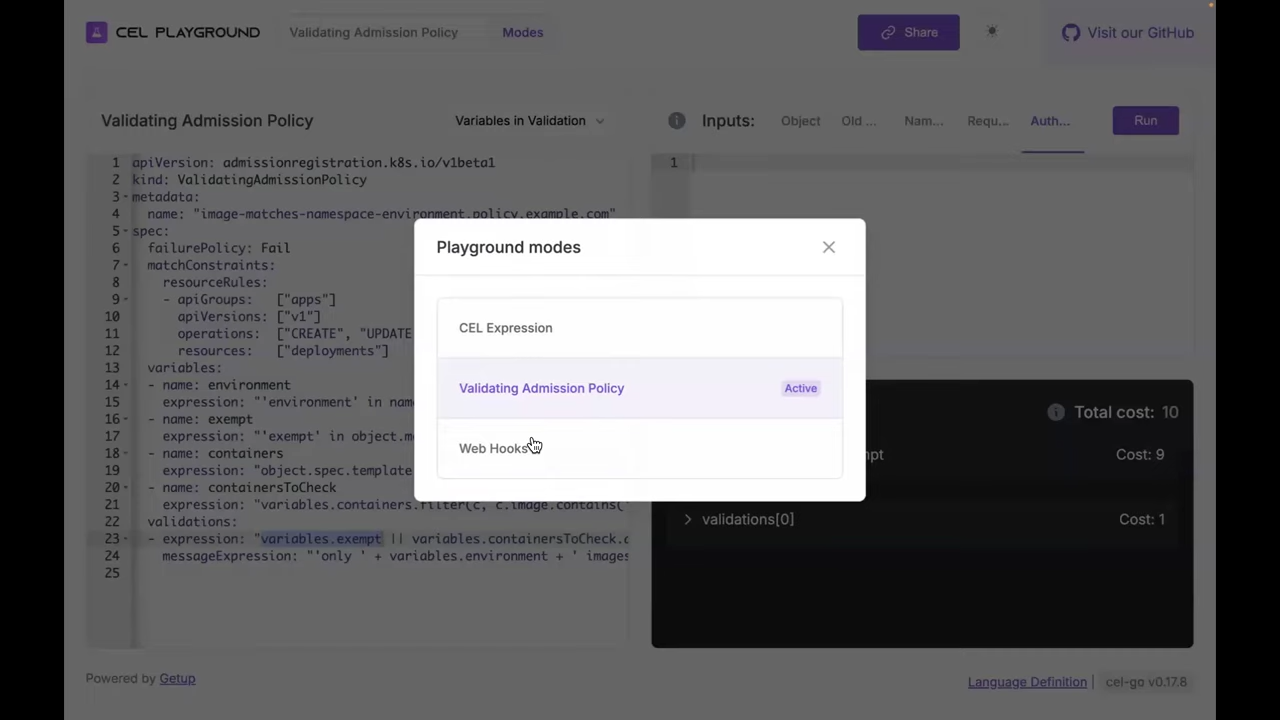 CEL PLAYGROUND
Validating Admission Policy
Modes
Share
Visit our GitHub
Validating Admission Policy
Variables in Validation
Inputs:
Object
Old ...
Nam...
Requ...
Auth...
Run
1 apiVersion: admissionregistration.k8s.io/v1beta1
2 kind: ValidatingAdmissionPolicy
3 metadata:
4 name: "image-matches-namespace-environment.policy.example.com"
5 spec:
6 failurePolicy: Fail
7 matchConstraints:
8 resourceRules:
9 - apiGroups: ["apps"]
10 apiVersions: ["v1"]
11 operations: ["CREATE", "UPDATE
12 resources: ["deployments"]
13 variables:
14 - name: environment
15 expression: "'environment' in nam
16 - name: exempt
17 expression: "'exempt' in object.m
18 - name: containers
19 expression: "object.spec.template
20 - name: containersToCheck
21 expression: "variables.containers.filter(c, c.image.contains(
22 validations:
23 - expression: "variables.exempt || variables.containersToCheck.
24 messageExpression: "'only ' + variables.environment + ' images
25
1
Playground modes
CEL Expression
Validating Admission Policy
Active
Web Hooks
Total cost: 10
pt
Cost: 9
validations[0]
Cost: 1
Powered by Getup
Language Definition |
cel-go v0.17.8